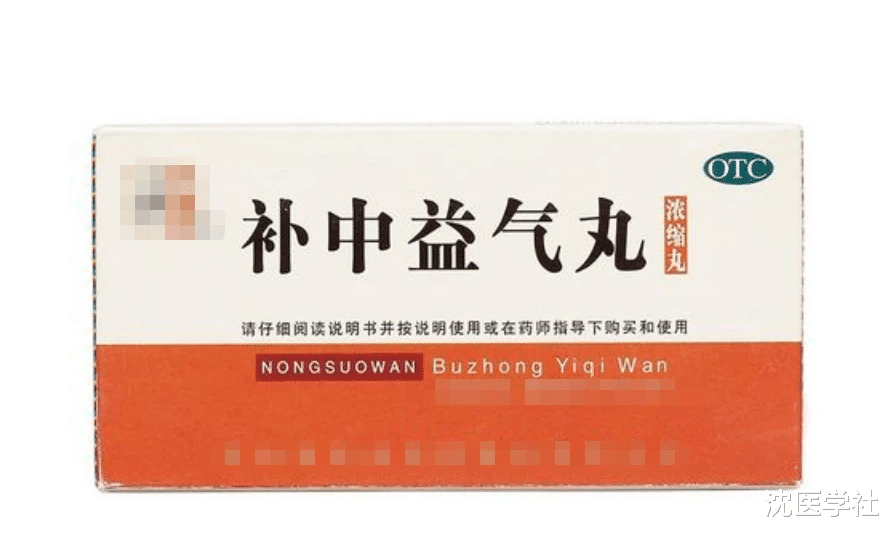 OTC
补中益气丸
浓缩丸
请仔细阅读说明书并按说明使用或在药师指导下购买和使用
NONGSUOWAN Buzhong Yiqi Wan
沈医学社